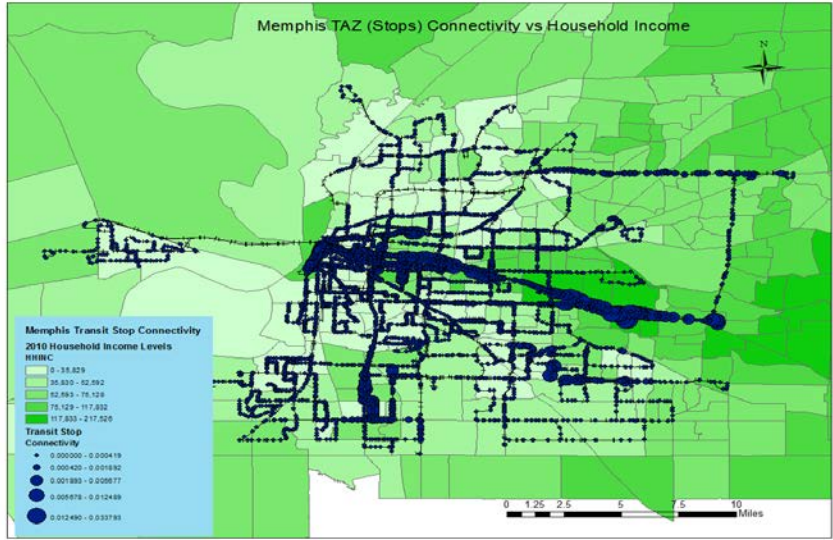 Memphis TAZ (Stops) Connectivity vs Household Income
N
Memphis Transit Stop Connectivity
2010 Household Income Levels
HHINC
0 - 35,829
35,830 - 52,592
52,593 - 75,128
75,129 - 117,832
117,833 - 217,526
Transit Stop
Connectivity
0.000000 - 0.000419
0.000420 - 0.001892
0.001893 - 0.005677
0.005678 - 0.012489
0.012490 - 0.033793
0 1.25 2.5 5 7.5 10
Miles